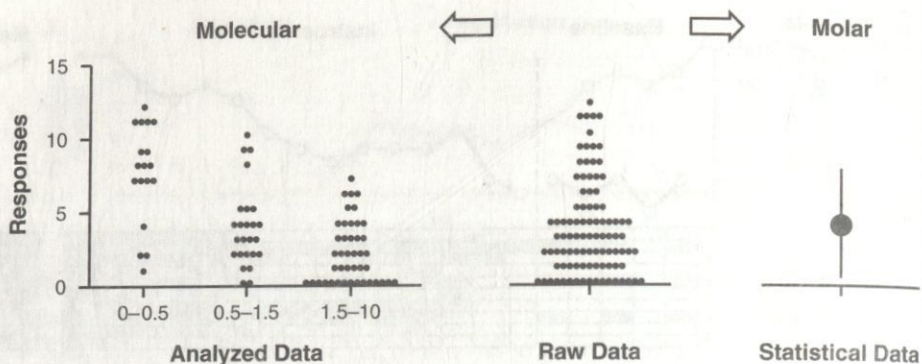 Molecular
Molar
15
10
5
0
Responses
0–0.5
0.5–1.5
1.5–10
Analyzed Data
Raw Data
Statistical Data